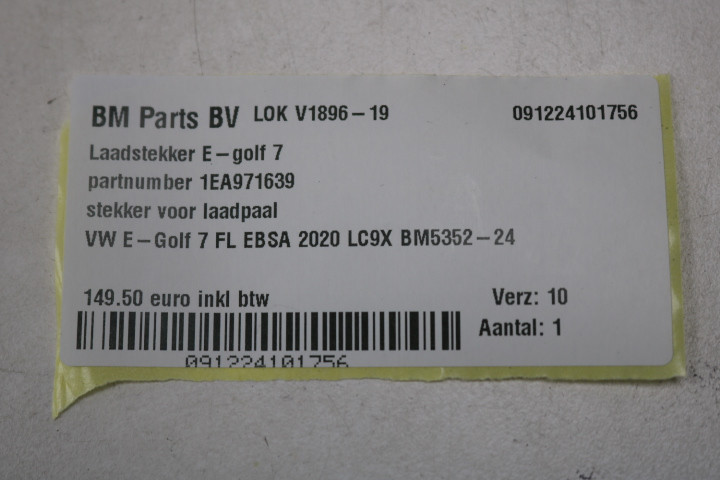 BM Parts BV LOK V1896-19 091224101756
Laadstekker E-golf 7
partnumber 1EA971639
stekker voor laadpaal
VW E-Golf 7 FL EBSA 2020 LC9X BM5352-24
149.50 euro inkl btw Verz: 10
Aantal: 1
091224101756